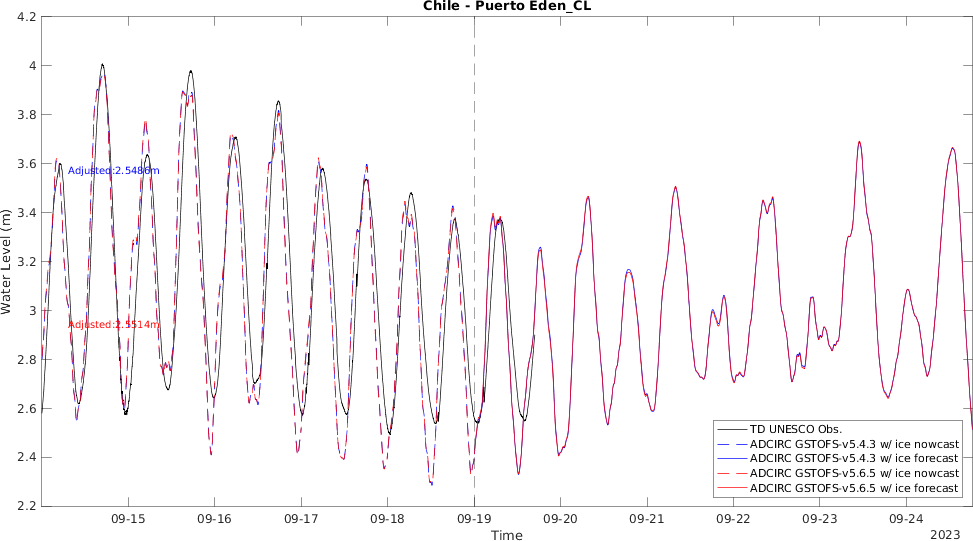 Chile - Puerto Eden_CL
4.2
4
3.8
3.6
3.4
3.2
3
2.8
2.6
2.4
2.2
Water Level (m)
Adjusted:2.5486m
Adjusted:2.5514m
TD UNESCO Obs.
ADCIRC GSTOFS-v5.4.3 w/ ice nowcast
ADCIRC GSTOFS-v5.4.3 w/ ice forecast
ADCIRC GSTOFS-v5.6.5 w/ ice nowcast
ADCIRC GSTOFS-v5.6.5 w/ ice forecast
09-15 09-16 09-17 09-18 09-19 09-20 09-21 09-22 09-23 09-24
Time
2023